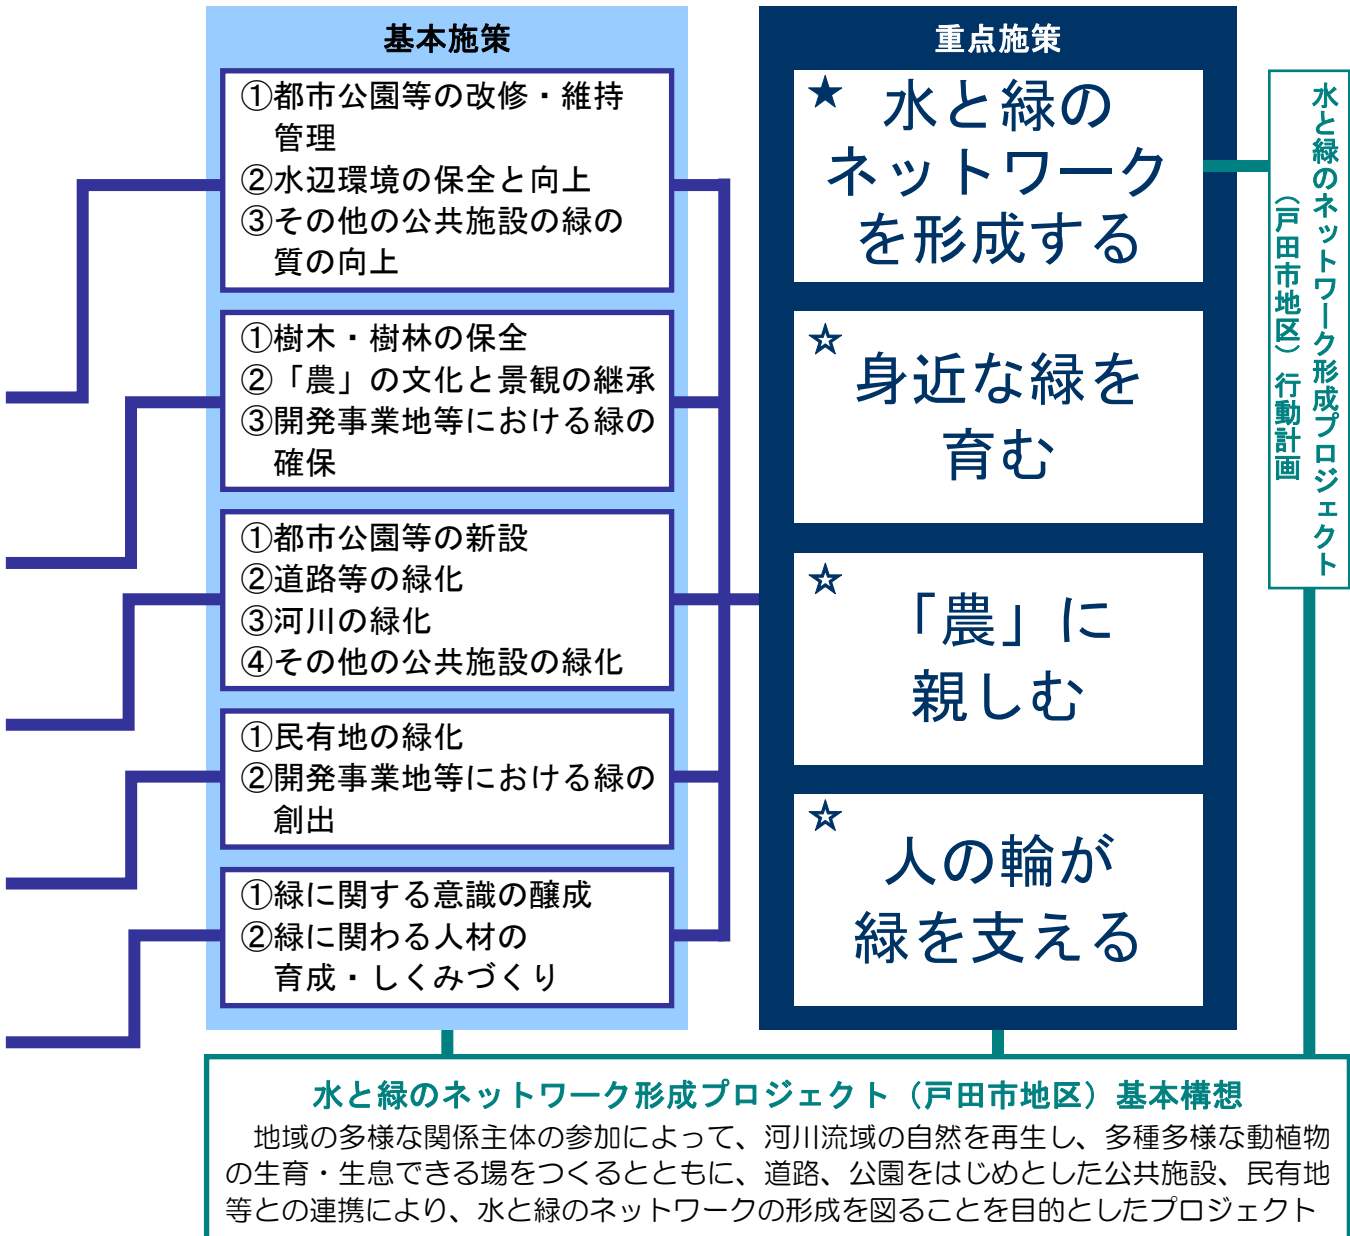 基本施策
①都市公園等の改修・維持
管理
②水辺環境の保全と向上
③その他の公共施設の緑の
質の向上
①樹木・樹林の保全
②「農」の文化と景観の継承
③開発事業地等における緑の
確保
①都市公園等の新設
②道路等の緑化
③河川の緑化
④その他の公共施設の緑化
①民有地の緑化
②開発事業地等における緑の
創出
①緑に関する意識の醸成
②緑に関わる人材の
育成・しくみづくり
重点施策
★ 水と緑の
ネットワーク
を形成する
☆ 身近な緑を
育む
☆ 「農」に
親しむ
☆ 人の輪が
緑を支える
水と緑のネットワーク形成プロジェクト
（戸田市地区）行動計画
水と緑のネットワーク形成プロジェクト（戸田市地区）基本構想
地域の多様な関係主体の参加によって、河川流域の自然を再生し、多種多様な動植物
の生育・生息できる場をつくるとともに、道路、公園をはじめとした公共施設、民有地
等との連携により、水と緑のネットワークの形成を図ることを目的としたプロジェクト